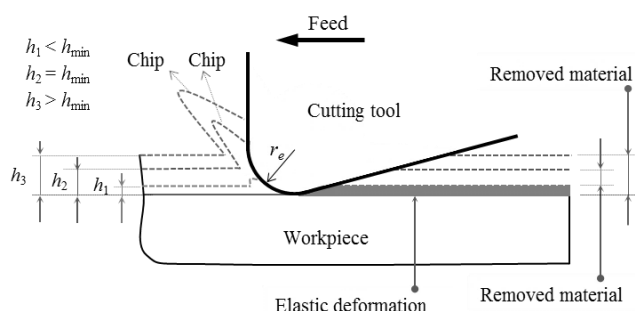 Feed
h₁ < hmin
h₂ = hmin
h₃ > hmin
Chip Chip
Removed material
Cutting tool
rₑ
h₃
h₂
h₁
Workpiece
Elastic deformation
Removed material